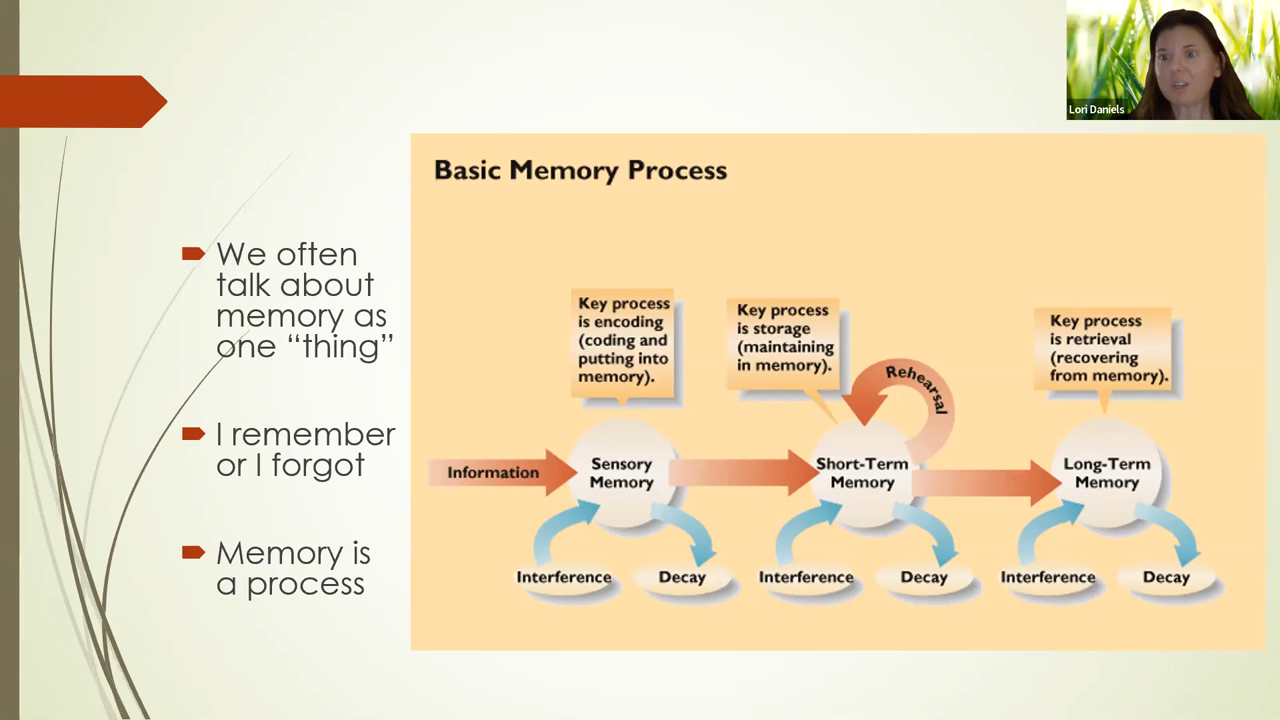 Lori Daniels
We often
talk about
memory as
one “thing”
I remember
or I forgot
Memory is
a process
Basic Memory Process
Key process
is encoding
(coding and
putting into
memory).
Key process
is storage
(maintaining
in memory).
Key process
is retrieval
(recovering
from memory).
Rehearsal
Information
Sensory
Memory
Short-Term
Memory
Long-Term
Memory
Interference
Decay
Interference
Decay
Interference
Decay